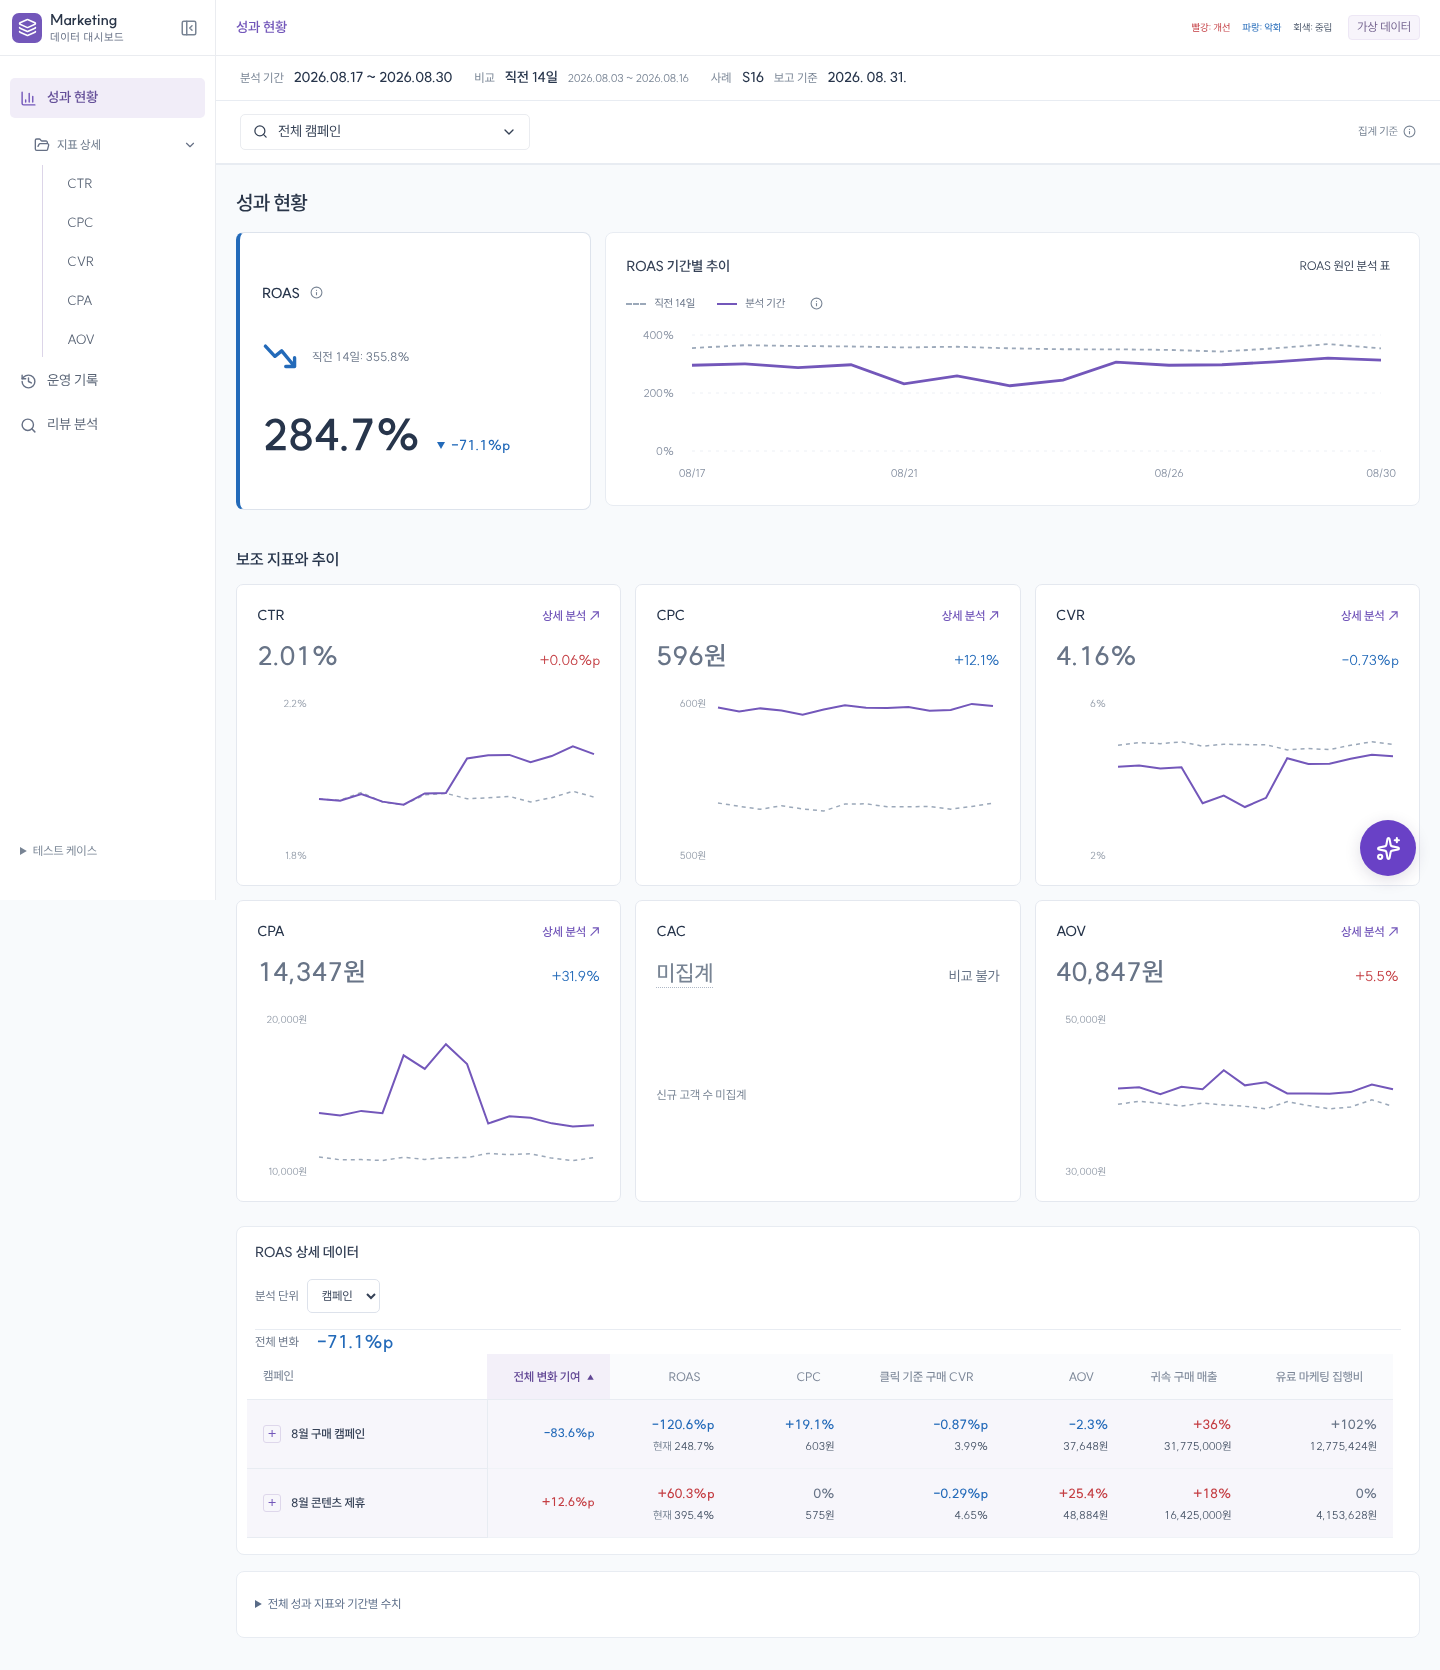 Marketing
데이터 대시보드
성과 현황
지표 상세
CTR
CPC
CVR
CPA
AOV
운영 기록
리뷰 분석
テスト ケイス
성과 현황
빨강: 개선 파랑: 악화 회색: 중립 가상 데이터
분석 기간 2026.08.17 ~ 2026.08.30 비교 직전 14일 2026.08.03 ~ 2026.08.16 사례 S16 보고 기준 2026. 08. 31.
전체 캠페인
집계 기준
성과 현황
ROAS
직전 14일: 355.8%
284.7% ▼ −71.1%p
ROAS 기간별 추이
ROAS 원인 분석 표
직전 14일 분석 기간
400%
200%
0%
08/17 08/21 08/26 08/30
보조 지표와 추이
CTR 상세 분석 ↗
2.01% +0.06%p
2.2%
1.8%
CPC 상세 분석 ↗
596원 +12.1%
600원
500원
CVR 상세 분석 ↗
4.16% −0.73%p
6%
2%
CPA 상세 분석 ↗
14,347원 +31.9%
20,000원
10,000원
CAC
미집계 비교 불가
신규 고객 수 미집계
AOV 상세 분석 ↗
40,847원 +5.5%
50,000원
30,000원
ROAS 상세 데이터
분석 단위 캠페인
전체 변화 −71.1%p
캠페인 전체 변화 기여 ▲ ROAS CPC 클릭 기준 구매 CVR AOV 귀속 구매 매출 유료 마케팅 집행비
+ 8월 구매 캠페인 −83.6%p −120.6%p +19.1% −0.87%p −2.3% +36% +102%
현재 248.7% 603원 3.99% 37,648원 31,775,000원 12,775,424원
+ 8월 콘텐츠 제휴 +12.6%p +60.3%p 0% −0.29%p +25.4% +18% 0%
현재 395.4% 575원 4.65% 48,884원 16,425,000원 4,153,628원
▶ 전체 성과 지표와 기간별 수치